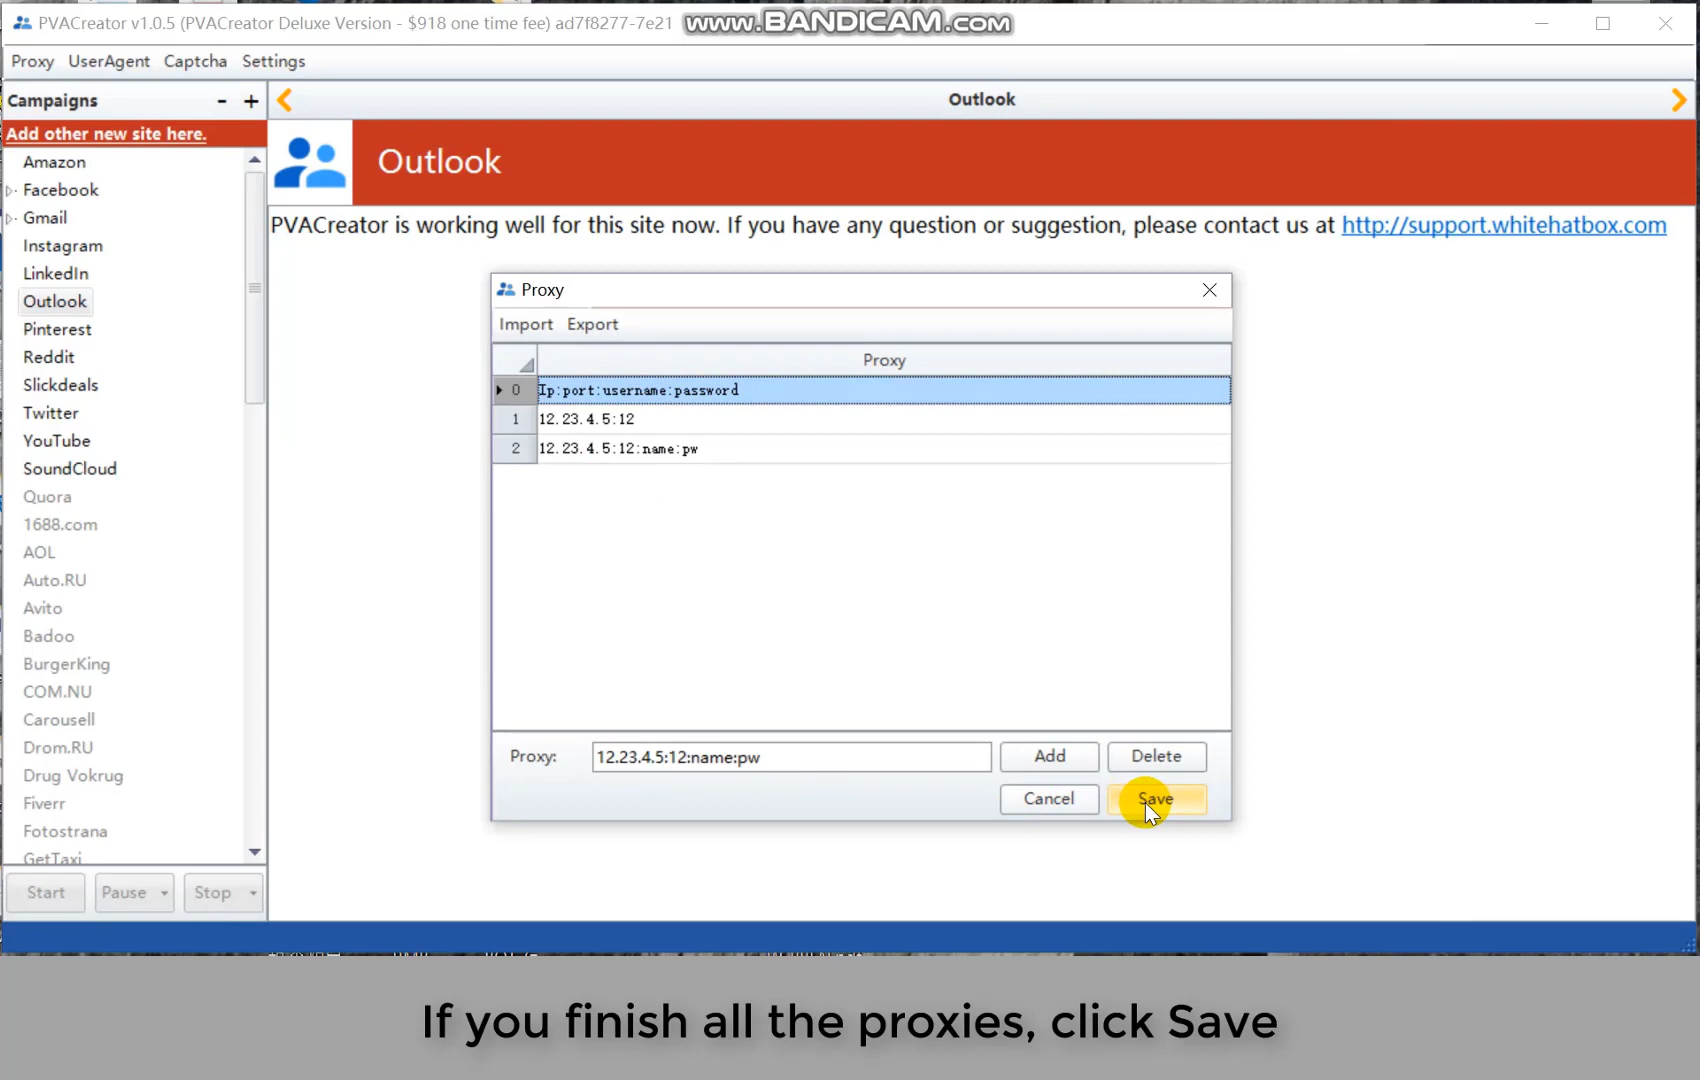 PVACreator v1.0.5 (PVACreator Deluxe Version - $918 one time fee) ad7f8277-7e21
www.BANDICAM.com
Proxy UserAgent Captcha Settings
Campaigns - +
Outlook
Add other new site here.
Amazon
Facebook
Gmail
Instagram
LinkedIn
Outlook
Pinterest
Reddit
Slickdeals
Twitter
YouTube
SoundCloud
Quora
1688.com
AOL
Auto.RU
Avito
Badoo
BurgerKing
COM.NU
Carousell
Drom.RU
Drug Vokrug
Fiverr
Fotostrana
GetTaxi
Start Pause Stop
Outlook
PVACreator is working well for this site now. If you have any question or suggestion, please contact us at http://support.whitehatbox.com
Proxy
Import Export
Proxy
0 Ip:port:username:password
1 12.23.4.5:12
2 12.23.4.5:12:name:pw
Proxy: 12.23.4.5:12:name:pw Add Delete
Cancel Save
If you finish all the proxies, click Save